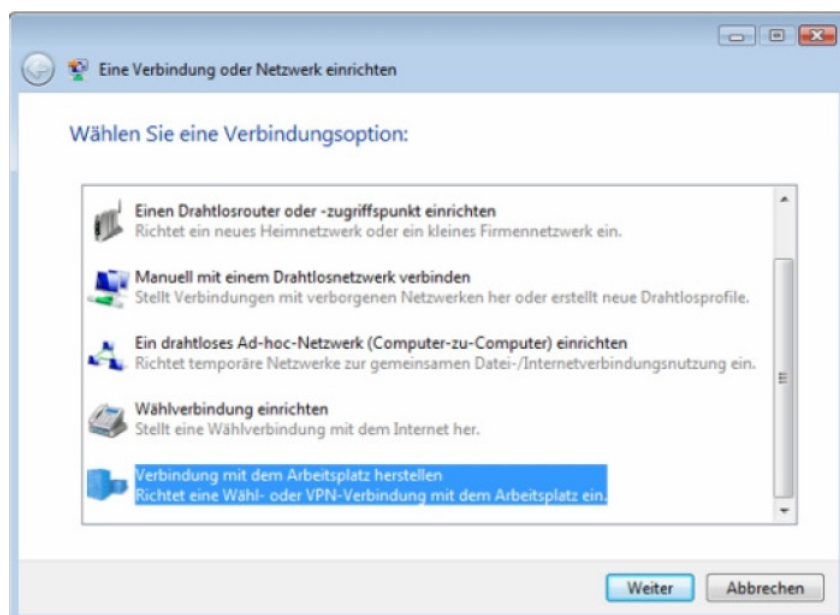 Eine Verbindung oder Netzwerk einrichten
Wählen Sie eine Verbindungsoption:
Einen Drahtlosrouter oder -zugriffspunkt einrichten
Richtet ein neues Heimnetzwerk oder ein kleines Firmennetzwerk ein.
Manuell mit einem Drahtlosnetzwerk verbinden
Stellt Verbindungen mit verborgenen Netzwerken her oder erstellt neue Drahtlosprofile.
Ein drahtloses Ad-hoc-Netzwerk (Computer-zu-Computer) einrichten
Richtet temporäre Netzwerke zur gemeinsamen Datei-/Internetverbindungsnutzung ein.
Wählverbindung einrichten
Stellt eine Wählverbindung mit dem Internet her.
Verbindung mit dem Arbeitsplatz herstellen
Richtet eine Wähl- oder VPN-Verbindung mit dem Arbeitsplatz ein.
Weiter Abbrechen